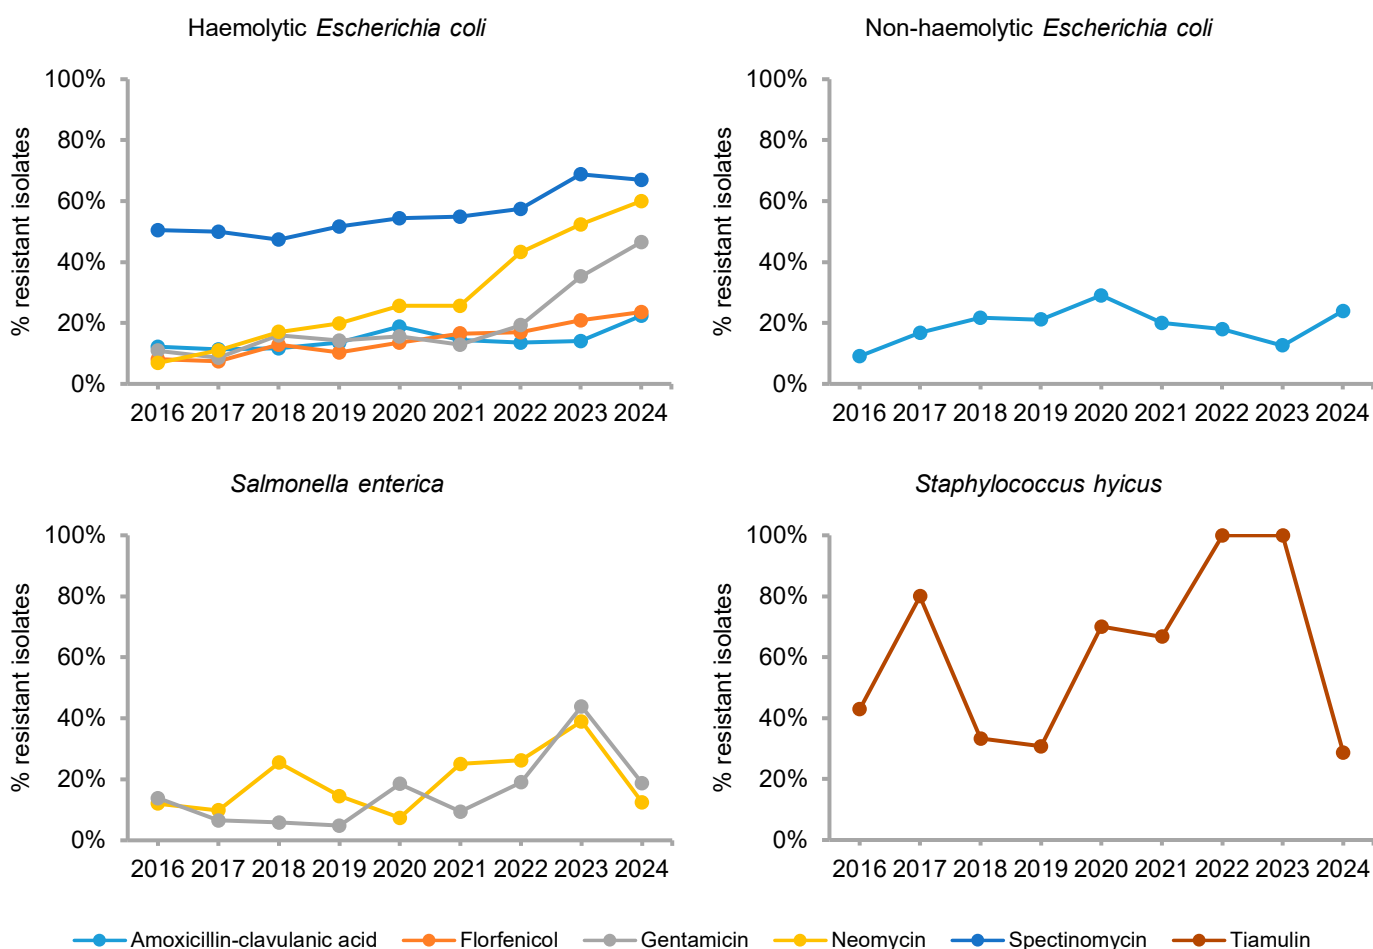 Haemolytic Escherichia coli
100%
80%
60%
40%
20%
0%
% resistant isolates
2016 2017 2018 2019 2020 2021 2022 2023 2024
Non-haemolytic Escherichia coli
100%
80%
60%
40%
20%
0%
% resistant isolates
2016 2017 2018 2019 2020 2021 2022 2023 2024
Salmonella enterica
100%
80%
60%
40%
20%
0%
% resistant isolates
2016 2017 2018 2019 2020 2021 2022 2023 2024
Staphylococcus hyicus
100%
80%
60%
40%
20%
0%
% resistant isolates
2016 2017 2018 2019 2020 2021 2022 2023 2024
Amoxicillin-clavulanic acid Florfenicol Gentamicin Neomycin Spectinomycin Tiamulin